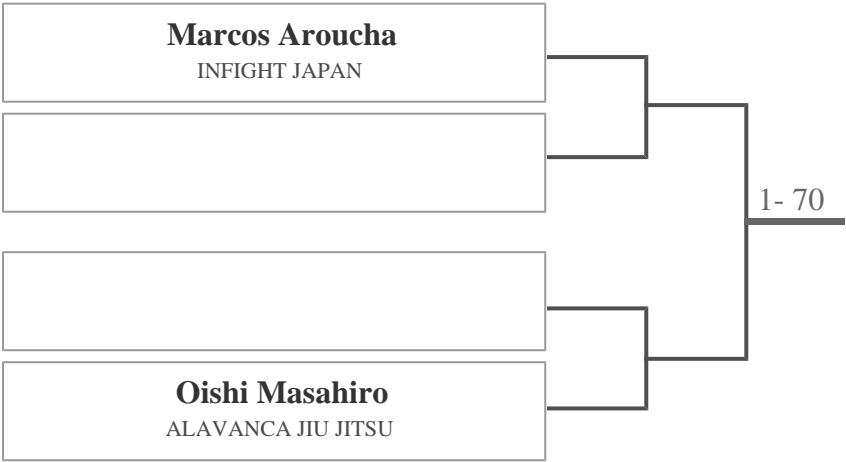 Marcos Aroucha
INFIGHT JAPAN
1- 70
Oishi Masahiro
ALAVANCA JIU JITSU